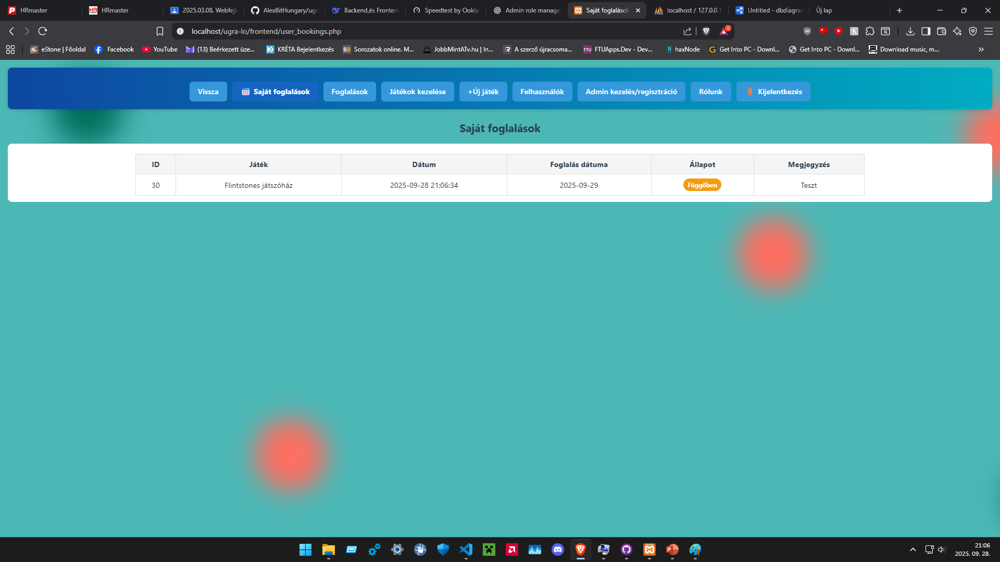 HRmaster
HRmaster
2025.03.08. Webfejle
AlexBitHungary/ugra
Backend,és Frontend
Speedtest by Ookla
Admin role manage
Saját foglalások
localhost / 127.0.0.1
Untitled - dbdiagram
Új lap
localhost/ugra-lo/frontend/user_bookings.php
1
eStone | Főoldal
Facebook
YouTube
(13) Beérkezett üze...
KRÉTA Bejelentkezés
Sorozatok online. M...
JobbMintATv.hu | In...
A szerző újracsoma...
FTUApps.Dev - Dev...
haxNode
Get Into PC - Downl...
Get Into PC - Downl...
Download music, m...
Vissza
Saját foglalások
Foglalások
Játékok kezelése
+Új játék
Felhasználók
Admin kezelés/regisztráció
Rólunk
Kijelentkezés
Saját foglalások
ID Játék Dátum Foglalás dátuma Állapot Megjegyzés
30 Flintstones játszóház 2025-09-28 21:06:34 2025-09-29 Függőben Teszt
21:06
2025. 09. 28.